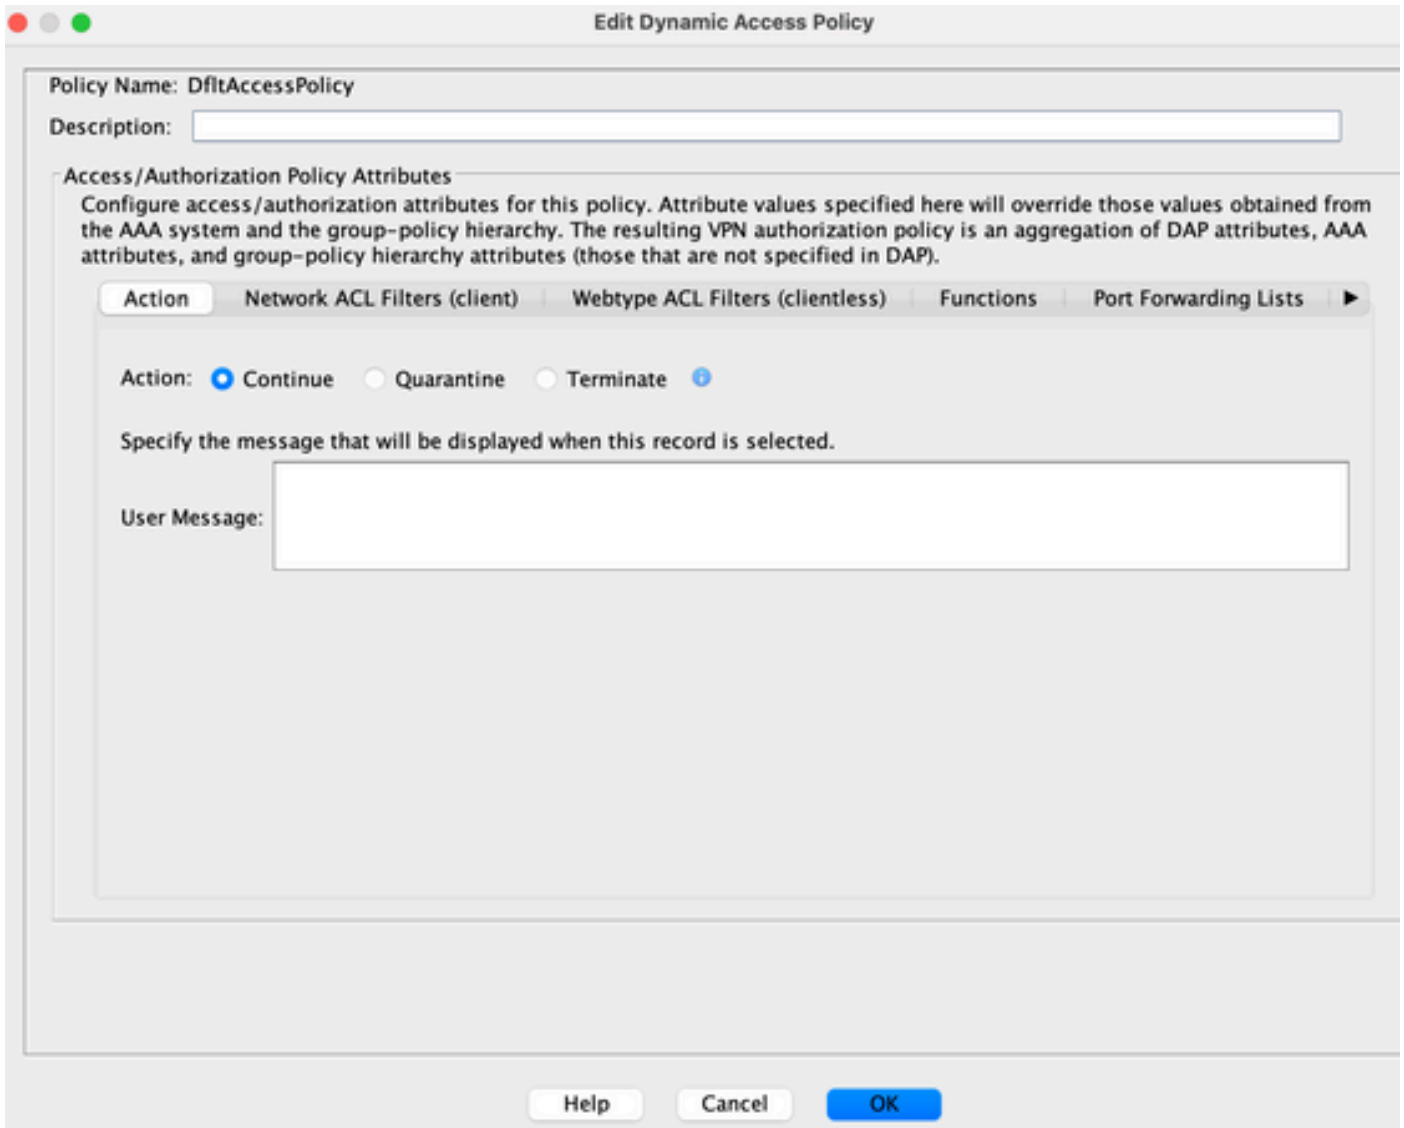 Edit Dynamic Access Policy
Policy Name: DfltAccessPolicy
Description:
Access/Authorization Policy Attributes
Configure access/authorization attributes for this policy. Attribute values specified here will override those values obtained from
the AAA system and the group-policy hierarchy. The resulting VPN authorization policy is an aggregation of DAP attributes, AAA
attributes, and group-policy hierarchy attributes (those that are not specified in DAP).
Action Network ACL Filters (client) Webtype ACL Filters (clientless) Functions Port Forwarding Lists
Action: Continue Quarantine Terminate i
Specify the message that will be displayed when this record is selected.
User Message:
Help Cancel OK